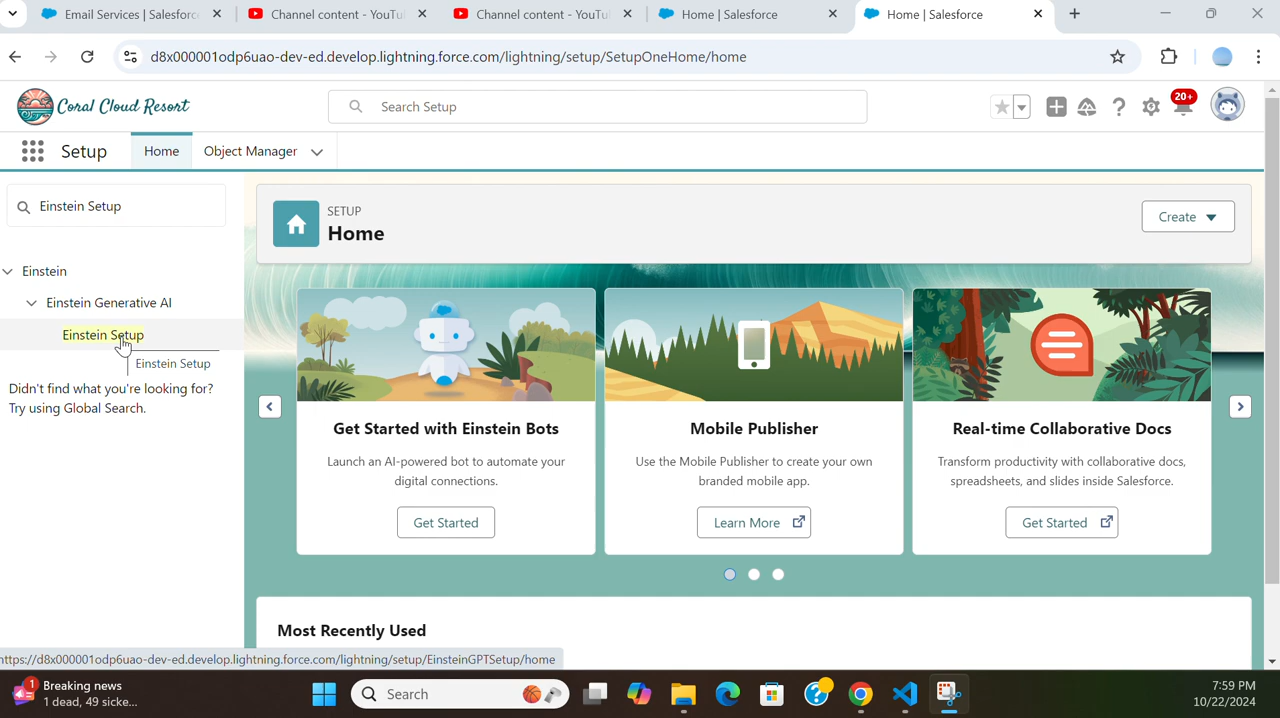 Email Services | Salesforc
Channel content - YouTu
Channel content - YouTu
Home | Salesforce
Home | Salesforce
d8x000001odp6uao-dev-ed.develop.lightning.force.com/lightning/setup/SetupOneHome/home
Coral Cloud Resort
Search Setup
20+
Setup
Home
Object Manager
Einstein Setup
SETUP
Home
Create
Einstein
Einstein Generative AI
Einstein Setup
Einstein Setup
Didn't find what you're looking for?
Try using Global Search.
Get Started with Einstein Bots
Launch an AI-powered bot to automate your
digital connections.
Get Started
Mobile Publisher
Use the Mobile Publisher to create your own
branded mobile app.
Learn More
Real-time Collaborative Docs
Transform productivity with collaborative docs,
spreadsheets, and slides inside Salesforce.
Get Started
Most Recently Used
https://d8x000001odp6uao-dev-ed.develop.lightning.force.com/lightning/setup/EinsteinGPTSetup/home
1
Breaking news
1 dead, 49 sicke...
Search
7:59 PM
10/22/2024